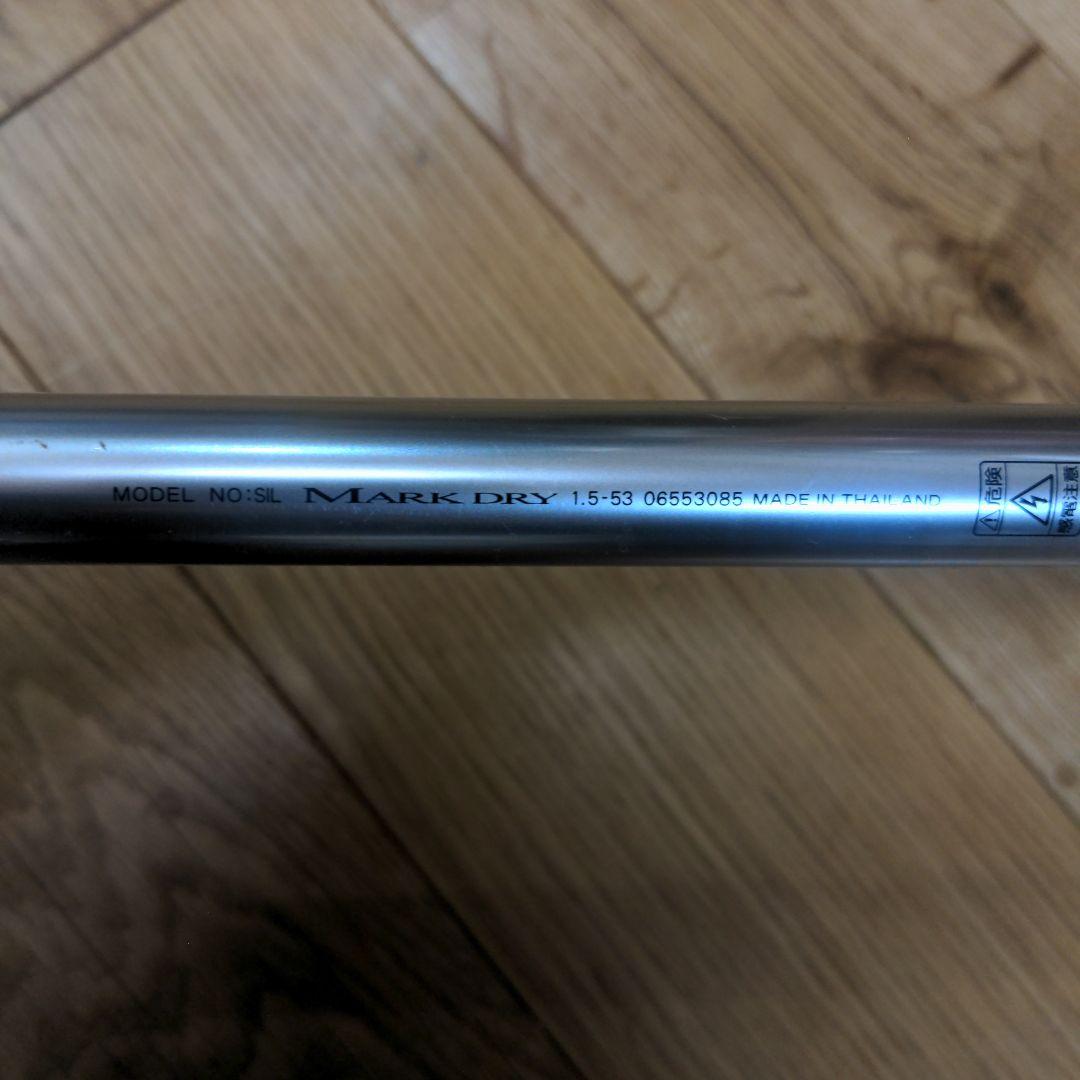 MODEL NO:SIL MARK DRY 1.5-53 06553085 MADE IN THAILAND
⚠危険
感電注意